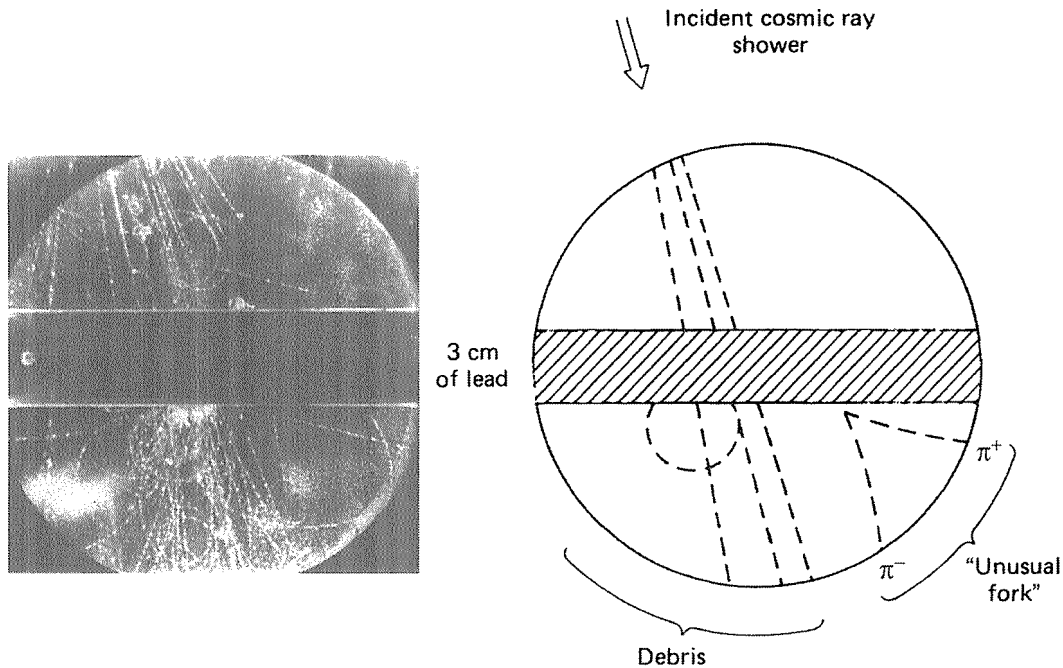 Incident cosmic ray
shower
3 cm
of lead
π+
π−
“Unusual
fork”
Debris